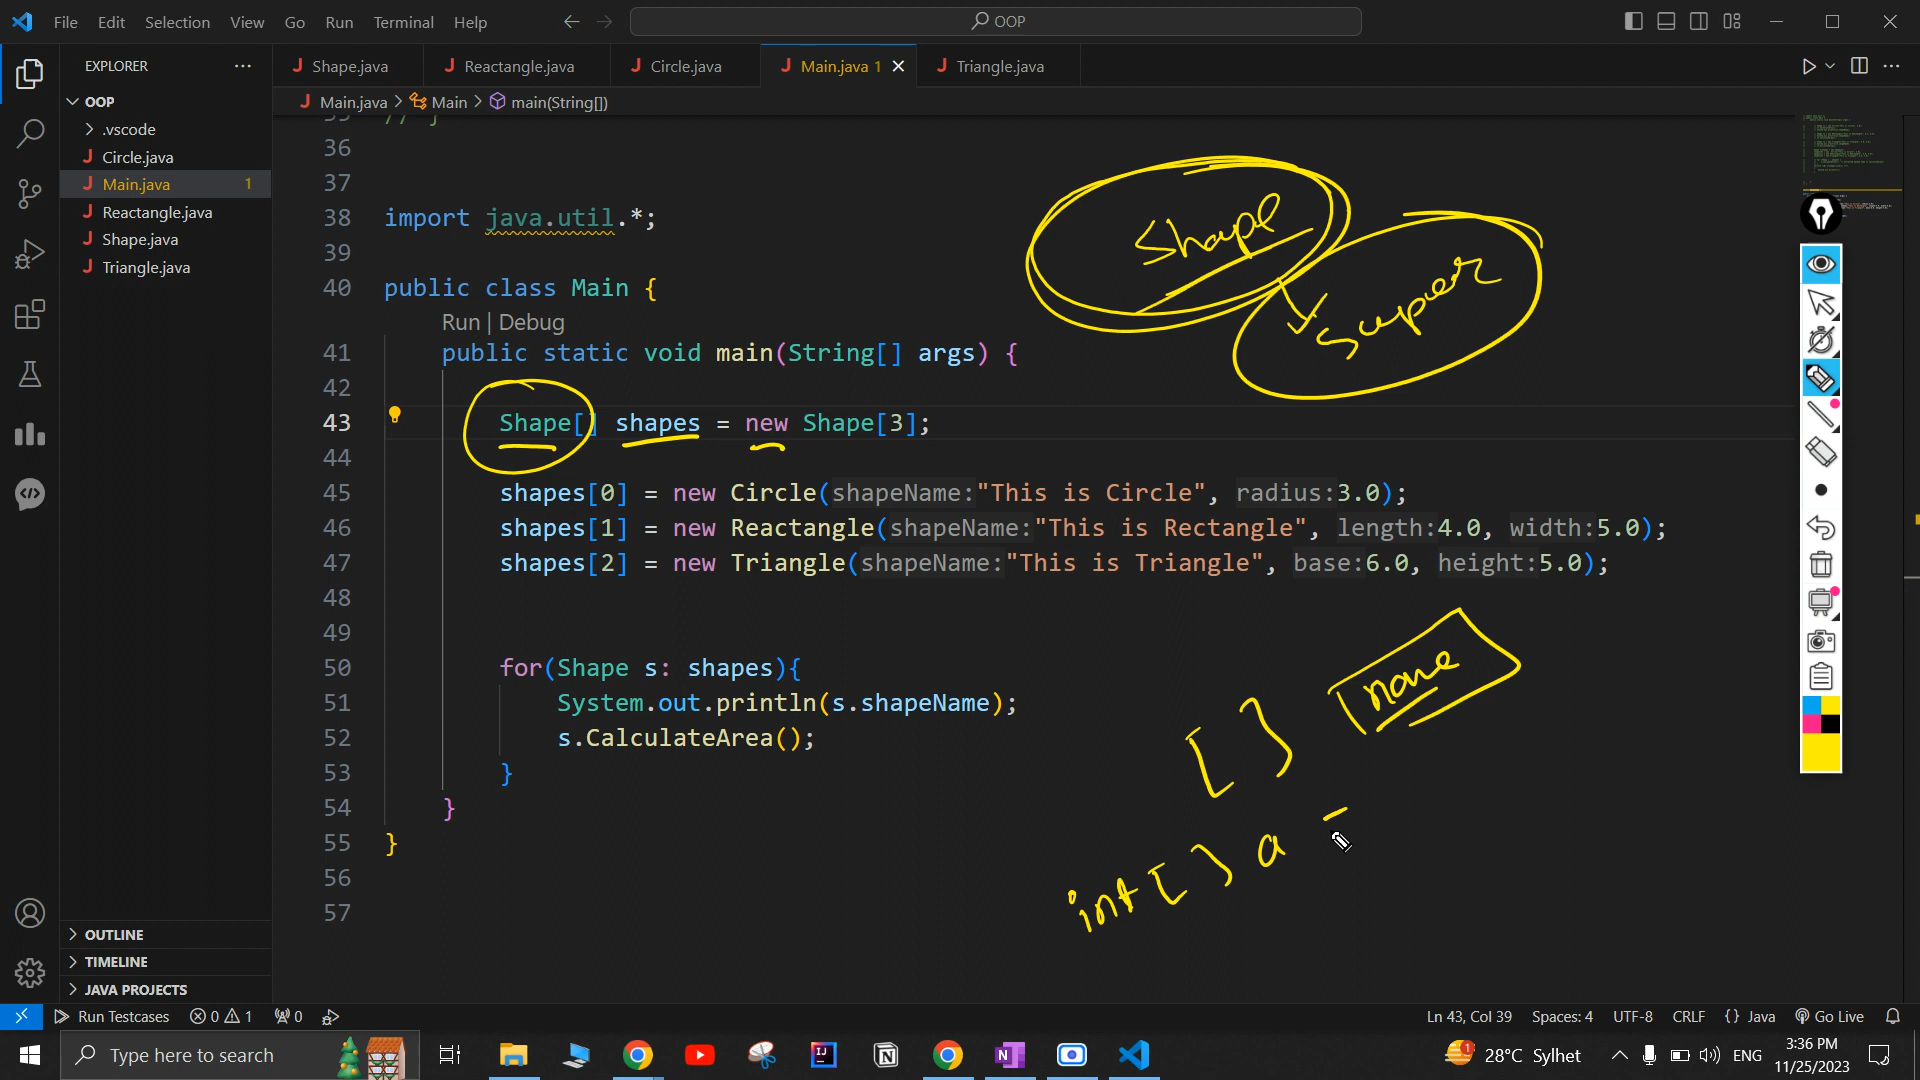 File Edit Selection View Go Run Terminal Help
OOP
EXPLORER
Shape.java
Reactangle.java
Circle.java
Main.java 1
Triangle.java
OOP
Main.java > Main > main(String[])
.vscode
Circle.java
Main.java 1
Reactangle.java
Shape.java
Triangle.java
36
37
38 import java.util.*;
39
40 public class Main {
Run | Debug
41 public static void main(String[] args) {
42
43 Shape[] shapes = new Shape[3];
44
45 shapes[0] = new Circle(shapeName:"This is Circle", radius:3.0);
46 shapes[1] = new Reactangle(shapeName:"This is Rectangle", length:4.0, width:5.0);
47 shapes[2] = new Triangle(shapeName:"This is Triangle", base:6.0, height:5.0);
48
49
50 for(Shape s: shapes){
51 System.out.println(s.shapeName);
52 s.CalculateArea();
53 }
54 }
55 }
56
57
Shape
Super
[ ]
int [ ] a
OUTLINE
TIMELINE
JAVA PROJECTS
Run Testcases 0 1 0
Ln 43, Col 39 Spaces: 4 UTF-8 CRLF {} Java Go Live
Type here to search
28°C Sylhet
ENG
3:36 PM
11/25/2023